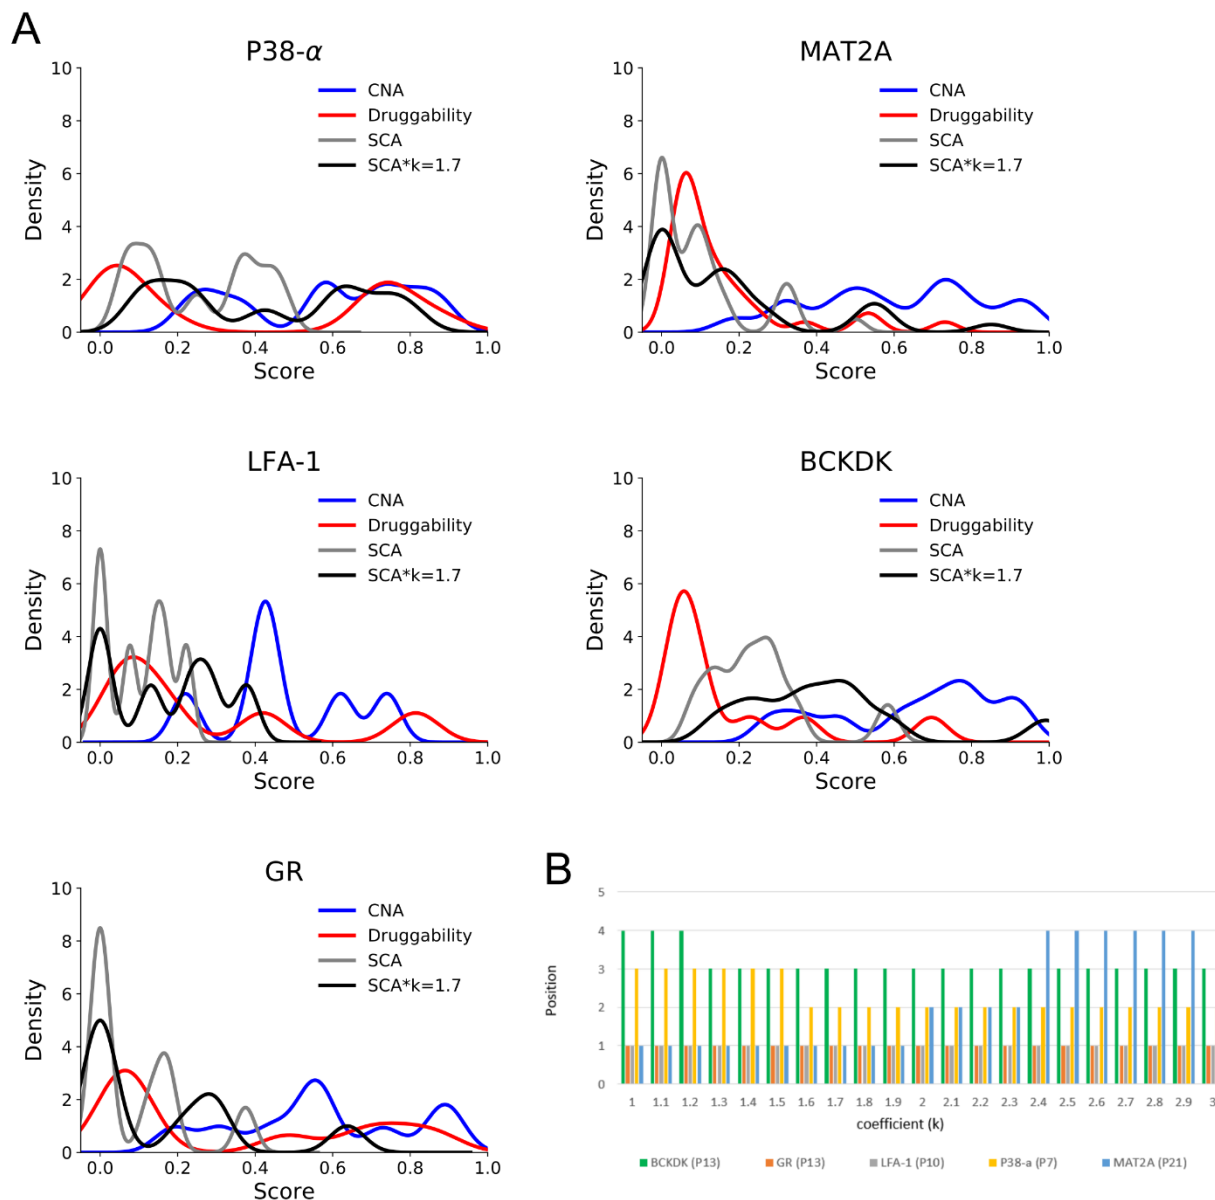 A
P38-α
10
8
6
4
2
0
Density
CNA
Druggability
SCA
SCA*k=1.7
0.0 0.2 0.4 0.6 0.8 1.0
Score
MAT2A
10
8
6
4
2
0
Density
CNA
Druggability
SCA
SCA*k=1.7
0.0 0.2 0.4 0.6 0.8 1.0
Score
LFA-1
10
8
6
4
2
0
Density
CNA
Druggability
SCA
SCA*k=1.7
0.0 0.2 0.4 0.6 0.8 1.0
Score
BCKDK
10
8
6
4
2
0
Density
CNA
Druggability
SCA
SCA*k=1.7
0.0 0.2 0.4 0.6 0.8 1.0
Score
GR
10
8
6
4
2
0
Density
CNA
Druggability
SCA
SCA*k=1.7
0.0 0.2 0.4 0.6 0.8 1.0
Score
B
5
4
3
2
1
0
Position
1 1.1 1.2 1.3 1.4 1.5 1.6 1.7 1.8 1.9 2 2.1 2.2 2.3 2.4 2.5 2.6 2.7 2.8 2.9 3
coefficient (k)
BCKDK (P13) GR (P13) LFA-1 (P10) P38-a (P7) MAT2A (P21)